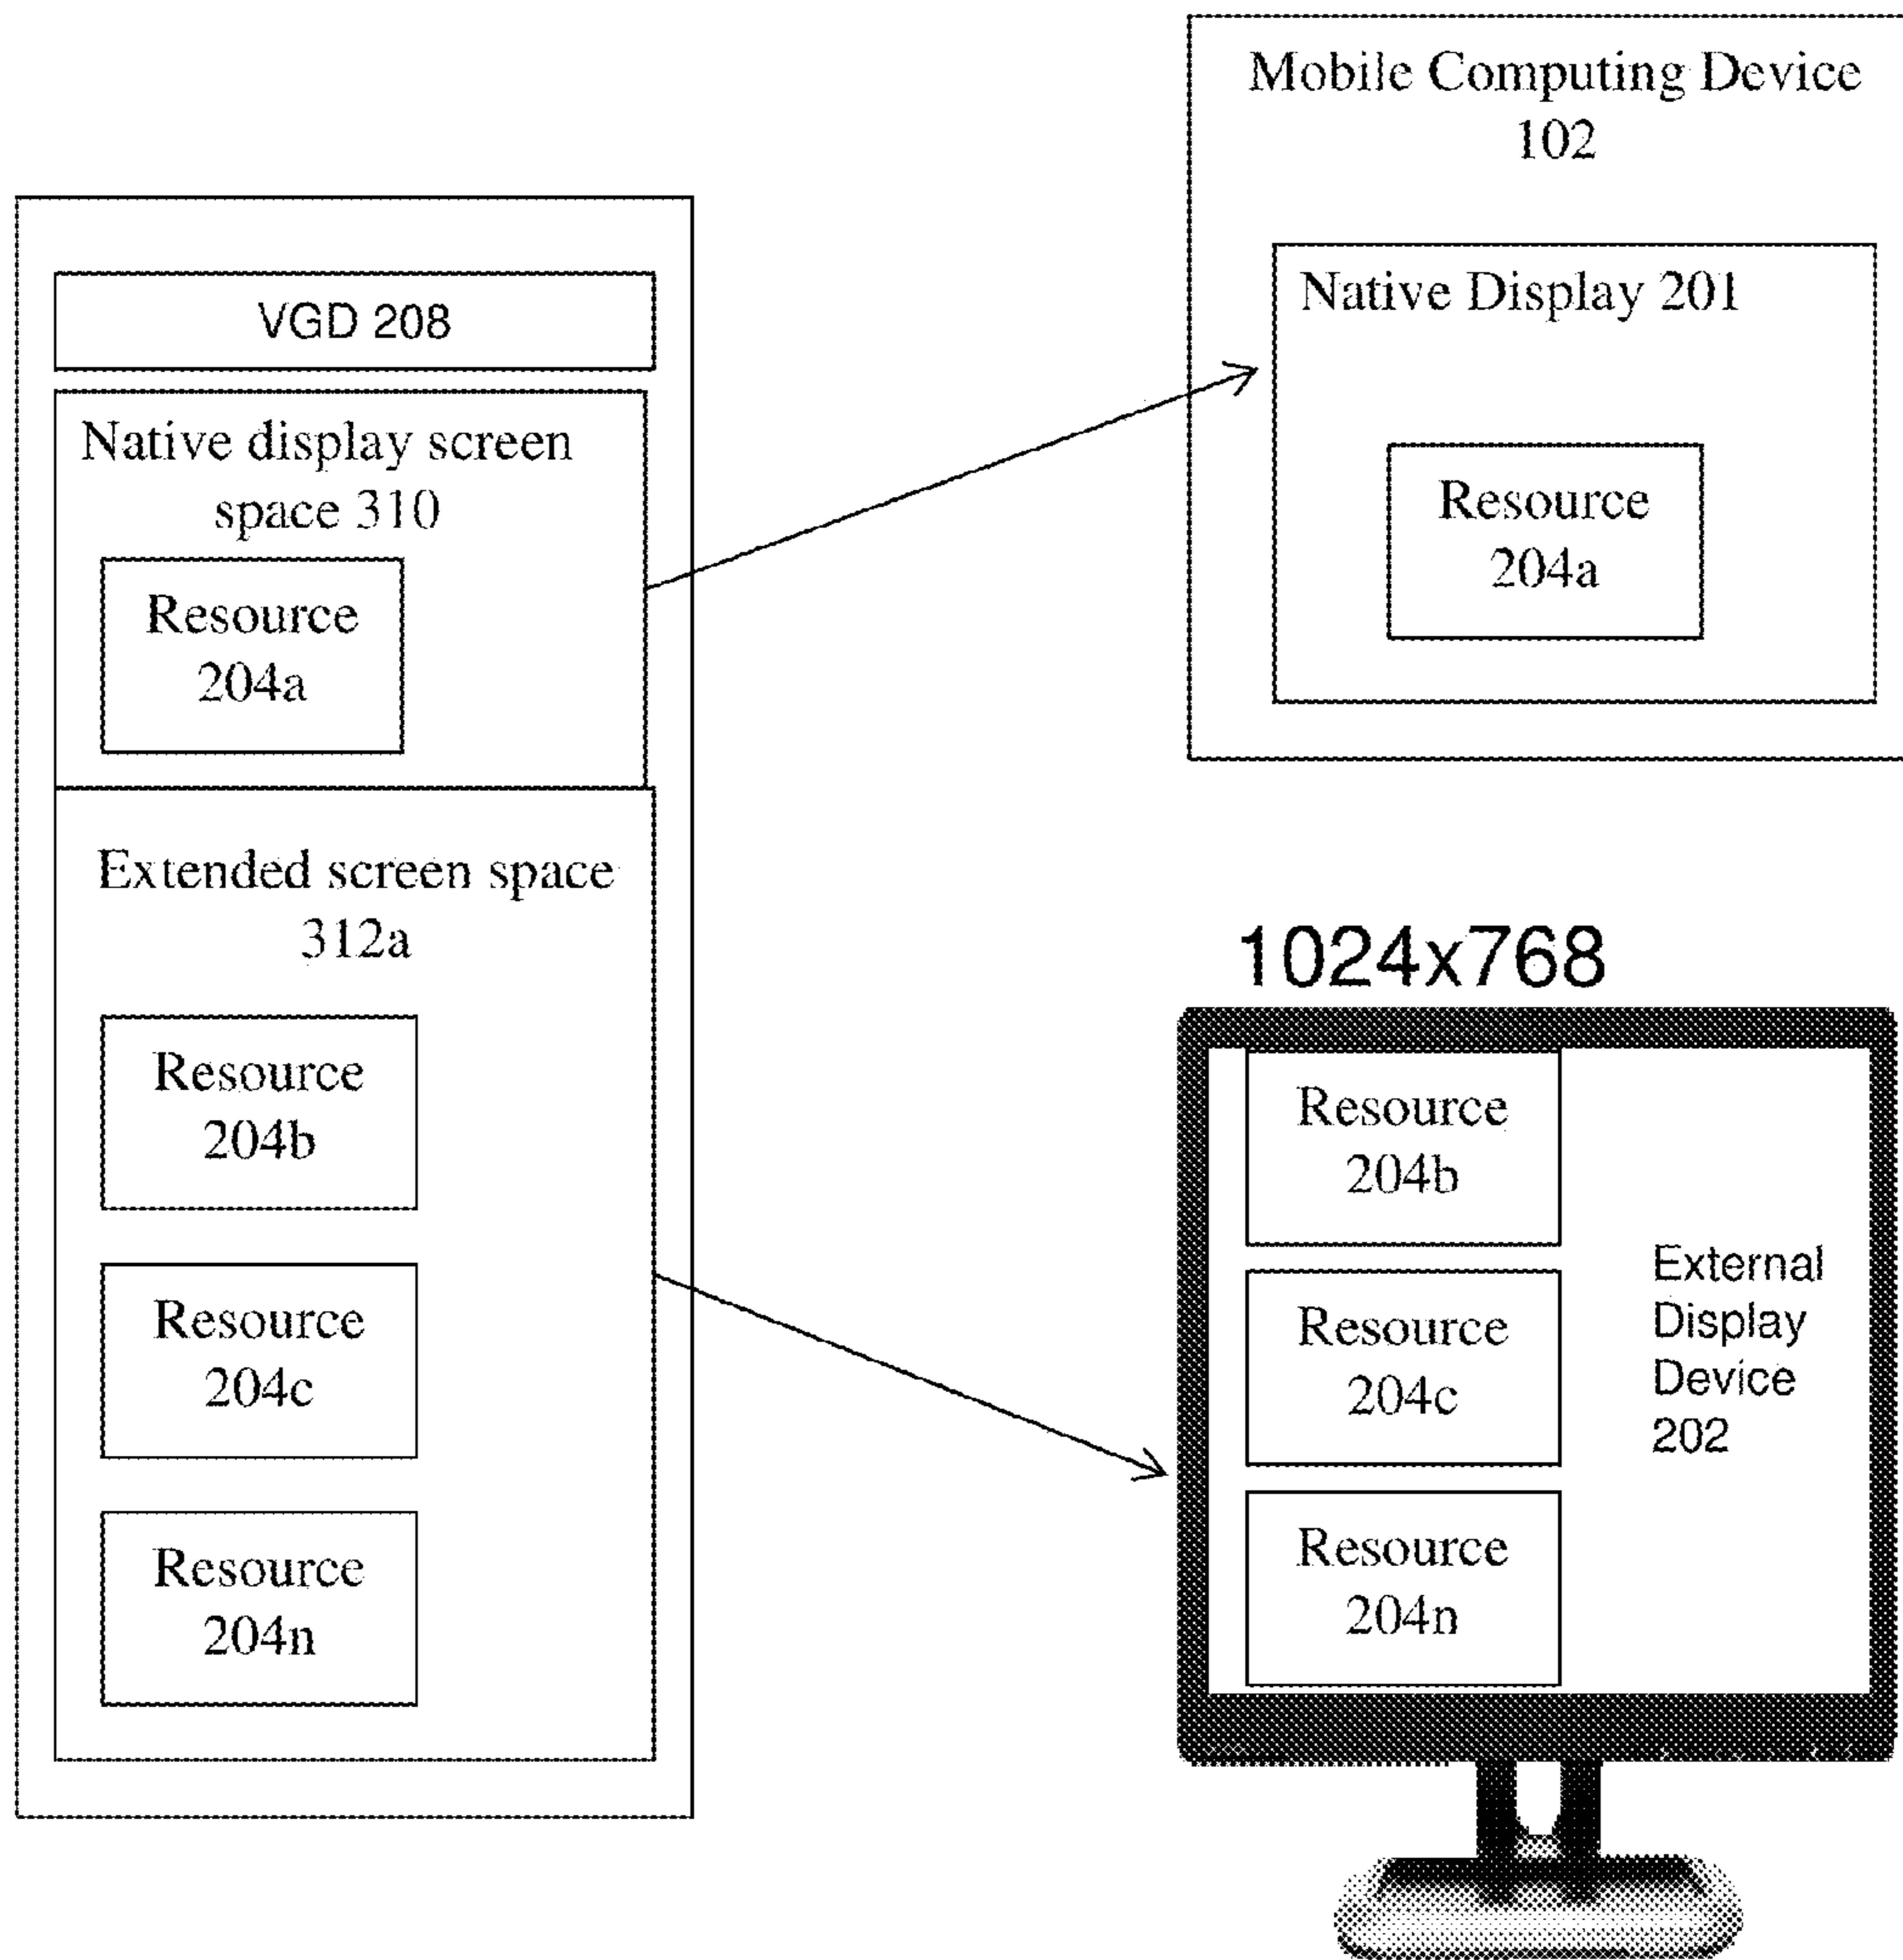 VGD 208
Native display screen
space 310
Resource
204a
Extended screen space
312a
Resource
204b
Resource
204c
Resource
204n
Mobile Computing Device
102
Native Display 201
Resource
204a
1024x768
Resource
204b
Resource
204c
Resource
204n
External
Display
Device
202